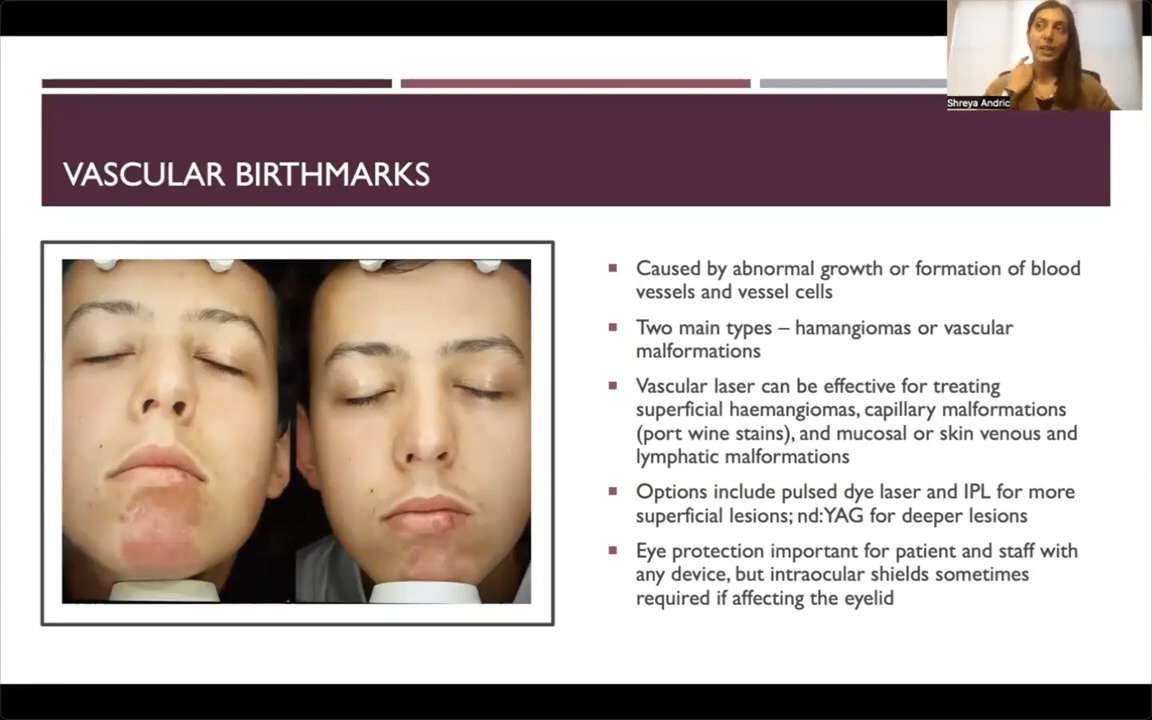 Shreya Andric
VASCULAR BIRTHMARKS
Caused by abnormal growth or formation of blood
vessels and vessel cells
Two main types – hamangiomas or vascular
malformations
Vascular laser can be effective for treating
superficial haemangiomas, capillary malformations
(port wine stains), and mucosal or skin venous and
lymphatic malformations
Options include pulsed dye laser and IPL for more
superficial lesions; nd:YAG for deeper lesions
Eye protection important for patient and staff with
any device, but intraocular shields sometimes
required if affecting the eyelid